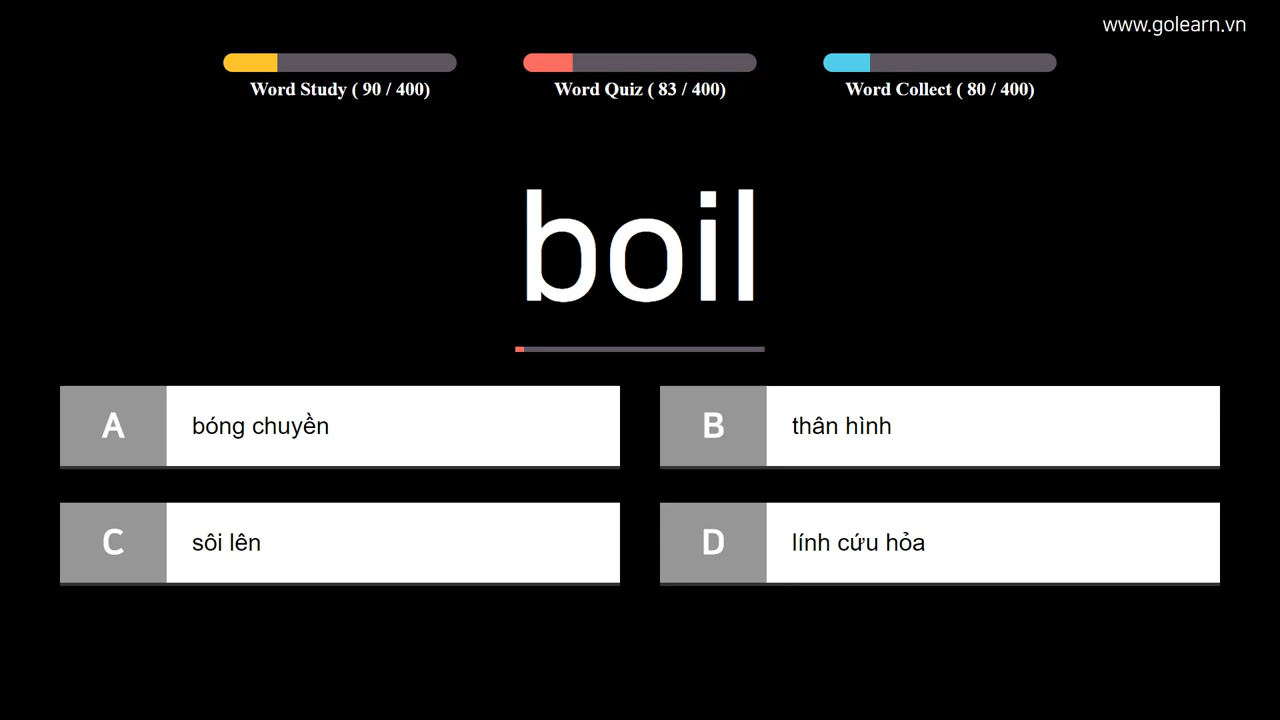 www.golearn.vn
Word Study ( 90 / 400)
Word Quiz ( 83 / 400)
Word Collect ( 80 / 400)
boil
A bóng chuyền
B thân hình
C sôi lên
D lính cứu hỏa